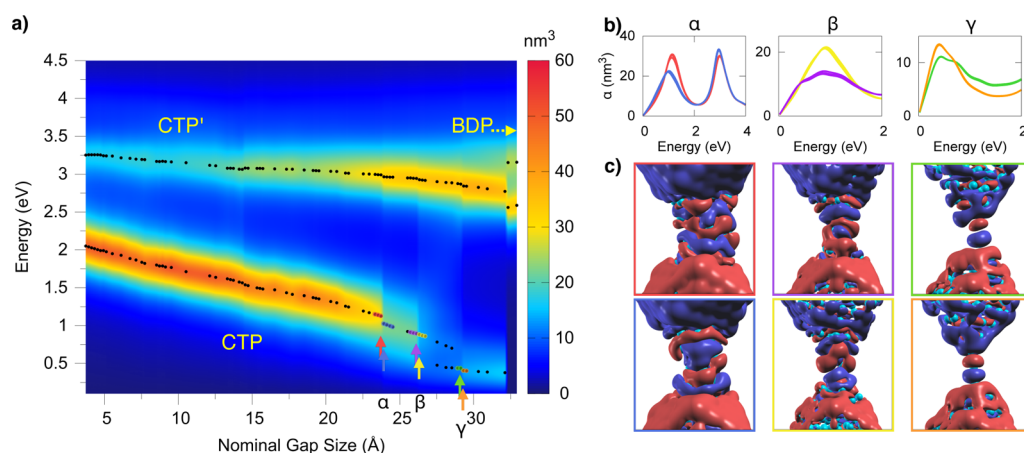 a)
nm³
4.5
4
3.5
3
2.5
2
1.5
1
0.5
Energy (eV)
CTP'
BDP
CTP
60
50
40
30
20
10
0
α
β
γ
5
10
15
20
25
30
Nominal Gap Size (Å)
b)
α
β
γ
α (nm³)
40
20
0
0
2
4
Energy (eV)
20
10
0
0
1
2
Energy (eV)
10
5
0
0
1
2
Energy (eV)
c)